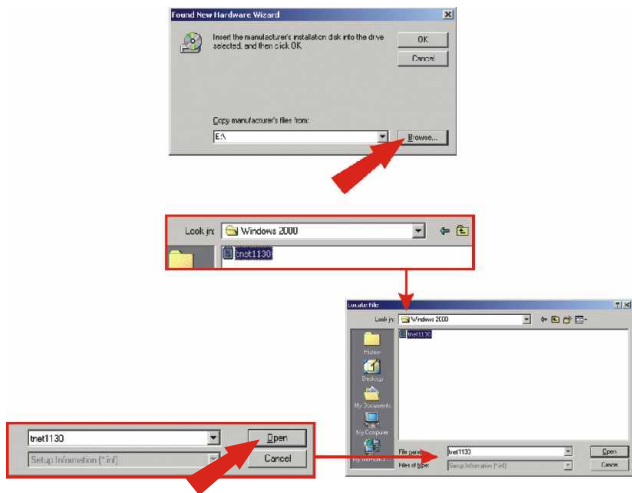 Found New Hardware Wizard
Insert the manufacturer's installation disk into the drive
selected, and then click OK.
OK
Cancel
Copy manufacturer's files from:
E:\
Browse...
Look in:
Windows 2000
tnet1130
Locate File
Look in:
Windows 2000
tnet1130
History
Desktop
My Documents
My Computer
File name:
tnet1130
Open
Files of type:
Setup Information (*.inf)
Cancel
tnet1130
Open
Setup Information (*.inf)
Cancel